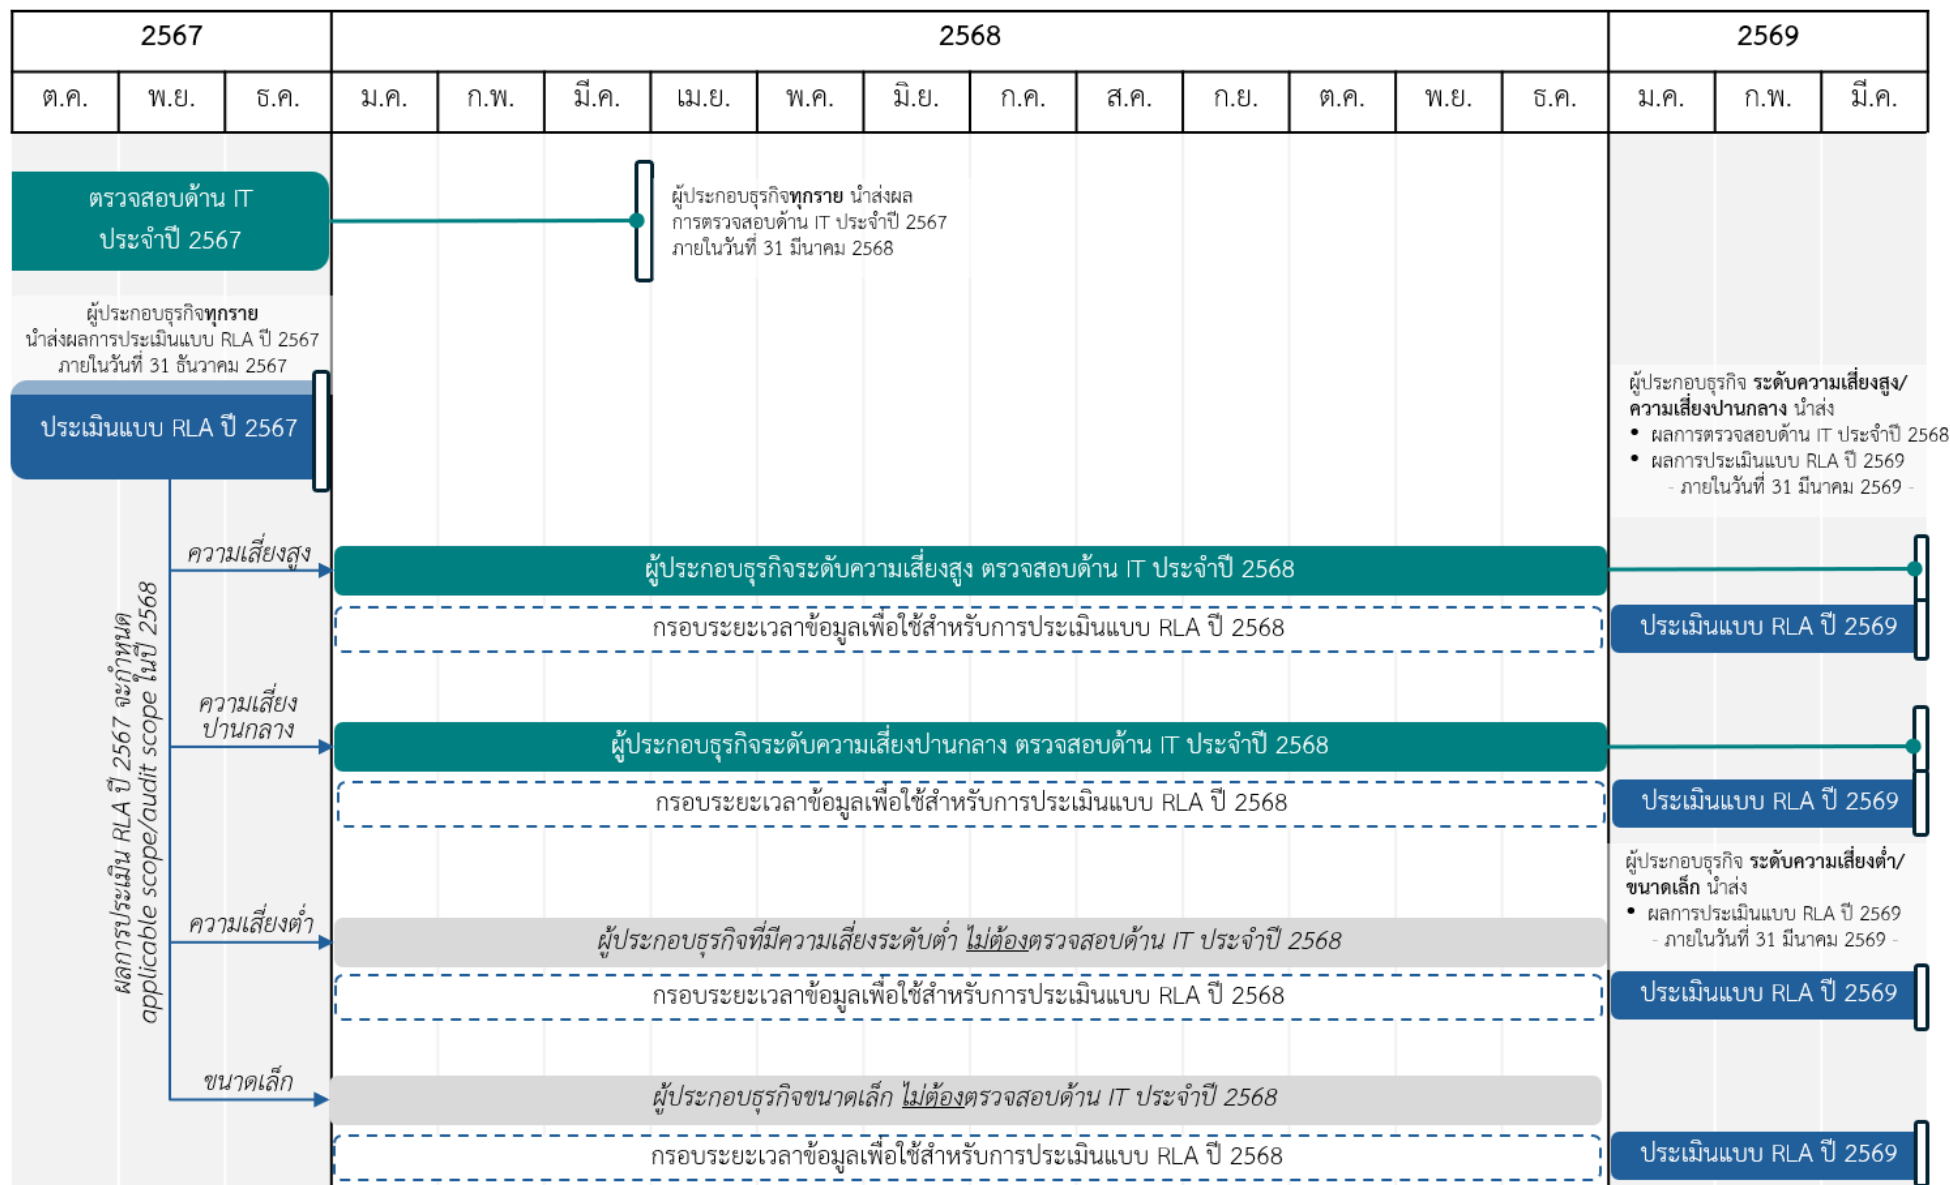 2567 2568 2569
ต.ค. พ.ย. ธ.ค. ม.ค. ก.พ. มี.ค. เม.ย. พ.ค. มิ.ย. ก.ค. ส.ค. ก.ย. ต.ค. พ.ย. ธ.ค. ม.ค. ก.พ. มี.ค.
ตรวจสอบด้าน IT
ประจำปี 2567
ผู้ประกอบธุรกิจทุกราย นำส่งผล
การตรวจสอบด้าน IT ประจำปี 2567
ภายในวันที่ 31 มีนาคม 2568
ผู้ประกอบธุรกิจทุกราย
นำส่งผลการประเมินแบบ RLA ปี 2567
ภายในวันที่ 31 ธันวาคม 2567
ประเมินแบบ RLA ปี 2567
ผู้ประกอบธุรกิจ ระดับความเสี่ยงสูง/
ความเสี่ยงปานกลาง นำส่ง
• ผลการตรวจสอบด้าน IT ประจำปี 2568
• ผลการประเมินแบบ RLA ปี 2569
- ภายในวันที่ 31 มีนาคม 2569 -
ผลการประเมิน RLA ปี 2567 จะกำหนด
applicable scope/audit scope ในปี 2568
ความเสี่ยงสูง
ผู้ประกอบธุรกิจระดับความเสี่ยงสูง ตรวจสอบด้าน IT ประจำปี 2568
กรอบระยะเวลาข้อมูลเพื่อใช้สำหรับการประเมินแบบ RLA ปี 2568
ประเมินแบบ RLA ปี 2569
ความเสี่ยง
ปานกลาง
ผู้ประกอบธุรกิจระดับความเสี่ยงปานกลาง ตรวจสอบด้าน IT ประจำปี 2568
กรอบระยะเวลาข้อมูลเพื่อใช้สำหรับการประเมินแบบ RLA ปี 2568
ประเมินแบบ RLA ปี 2569
ผู้ประกอบธุรกิจ ระดับความเสี่ยงต่ำ/
ขนาดเล็ก นำส่ง
• ผลการประเมินแบบ RLA ปี 2569
- ภายในวันที่ 31 มีนาคม 2569 -
ความเสี่ยงต่ำ
ผู้ประกอบธุรกิจที่มีความเสี่ยงระดับต่ำ ไม่ต้องตรวจสอบด้าน IT ประจำปี 2568
กรอบระยะเวลาข้อมูลเพื่อใช้สำหรับการประเมินแบบ RLA ปี 2568
ประเมินแบบ RLA ปี 2569
ขนาดเล็ก
ผู้ประกอบธุรกิจขนาดเล็ก ไม่ต้องตรวจสอบด้าน IT ประจำปี 2568
กรอบระยะเวลาข้อมูลเพื่อใช้สำหรับการประเมินแบบ RLA ปี 2568
ประเมินแบบ RLA ปี 2569